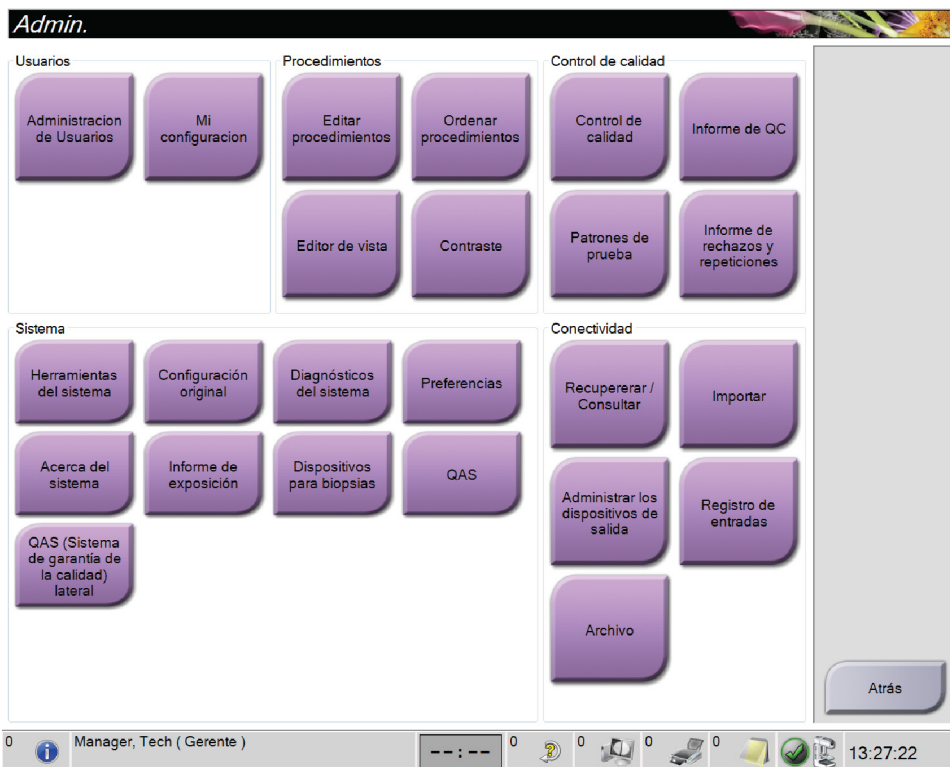 Admin.
Usuarios
Administracion
de Usuarios
Mi
configuracion
Procedimientos
Editar
procedimientos
Ordenar
procedimientos
Editor de vista
Contraste
Control de calidad
Control de
calidad
Informe de QC
Patrones de
prueba
Informe de
rechazos y
repeticiones
Sistema
Herramientas
del sistema
Configuración
original
Diagnósticos
del sistema
Preferencias
Acerca del
sistema
Informe de
exposición
Dispositivos
para biopsias
QAS
QAS (Sistema
de garantía de
la calidad)
lateral
Conectividad
Recupererar /
Consultar
Importar
Administrar los
dispositivos de
salida
Registro de
entradas
Archivo
Atrás
0
Manager, Tech ( Gerente )
--:--
0
0
0
0
13:27:22